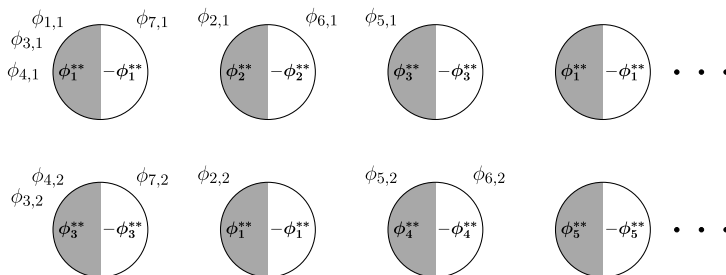 ϕ₁,₁ ϕ₇,₁ ϕ₂,₁ ϕ₆,₁ ϕ₅,₁
ϕ₃,₁
ϕ₄,₁ ϕ₁** −ϕ₁** ϕ₂** −ϕ₂** ϕ₃** −ϕ₃** ϕ₁** −ϕ₁** • • •
ϕ₄,₂ ϕ₇,₂ ϕ₂,₂ ϕ₅,₂ ϕ₆,₂
ϕ₃,₂
ϕ₃** −ϕ₃** ϕ₁** −ϕ₁** ϕ₄** −ϕ₄** ϕ₅** −ϕ₅** • • •